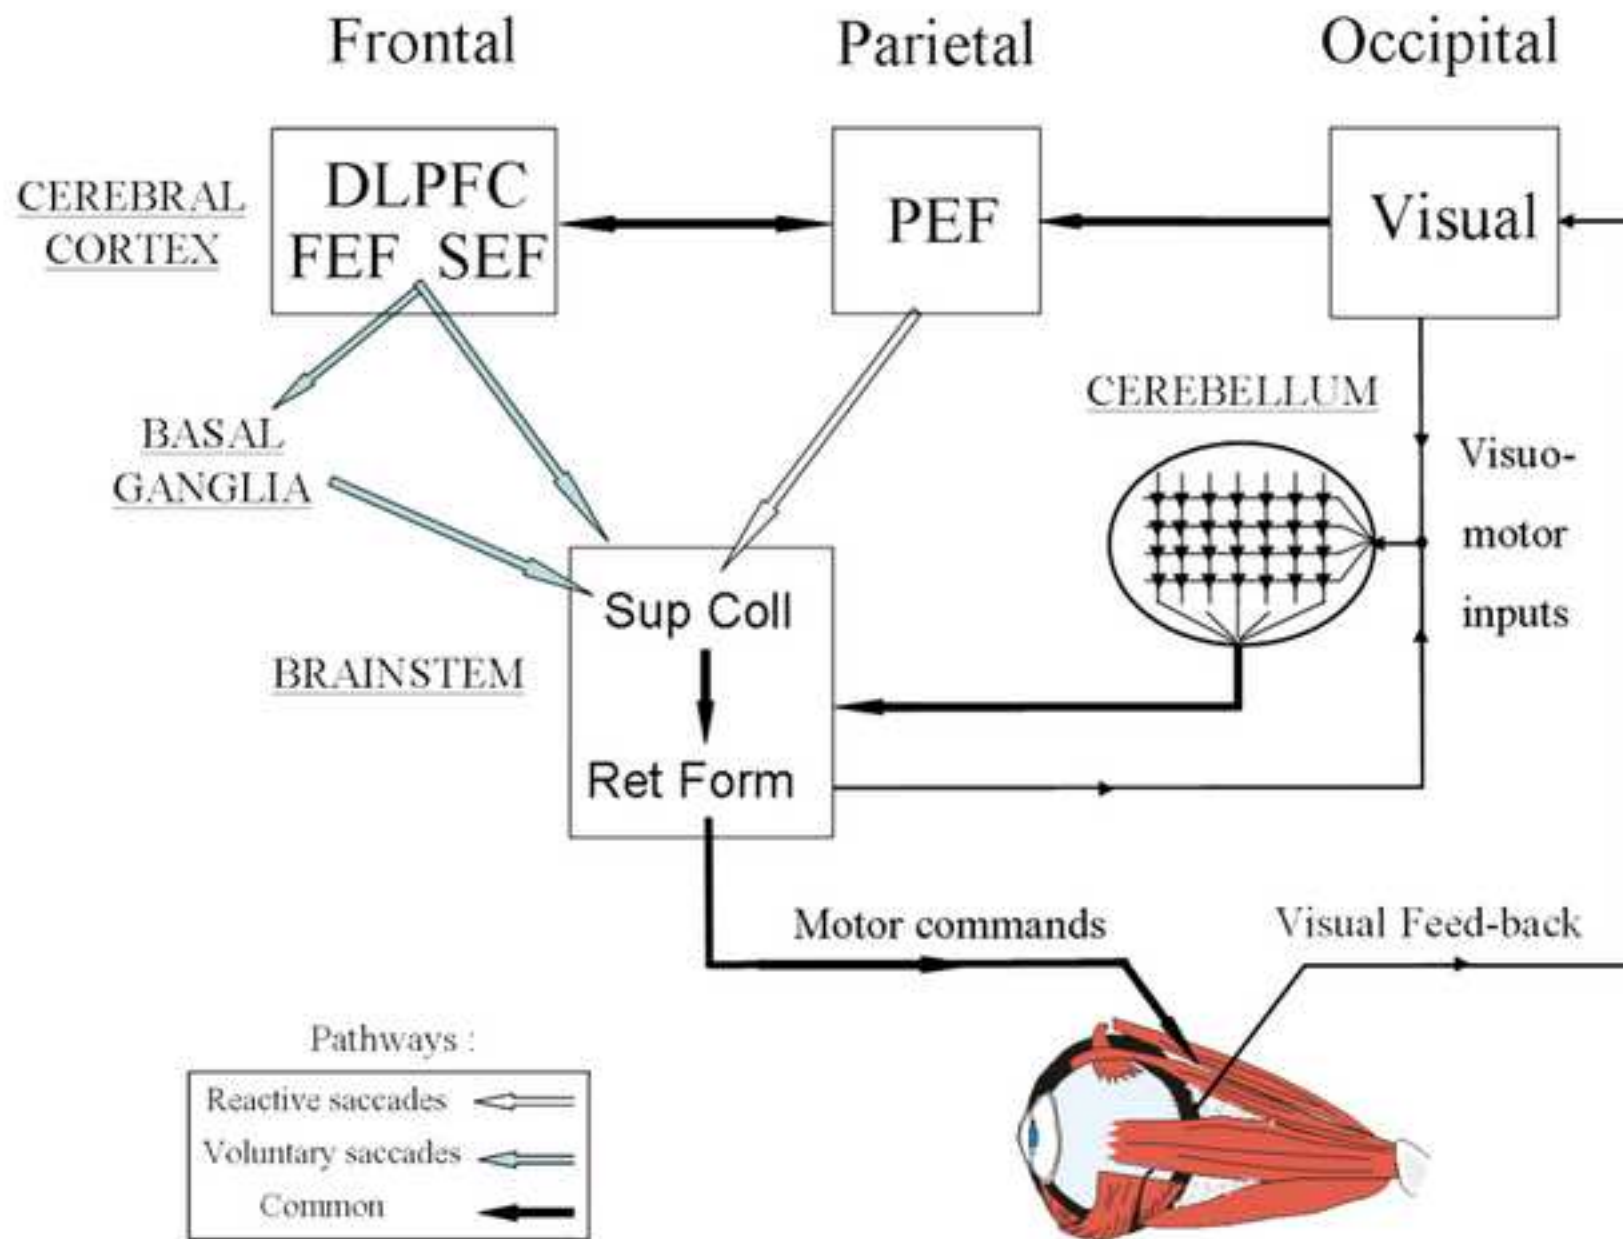 Frontal
Parietal
Occipital
CEREBRAL
CORTEX
DLPFC
FEF SEF
PEF
Visual
BASAL
GANGLIA
CEREBELLUM
Visuo-
motor
inputs
BRAINSTEM
Sup Coll
Ret Form
Motor commands
Visual Feed-back
Pathways :
Reactive saccades
Voluntary saccades
Common